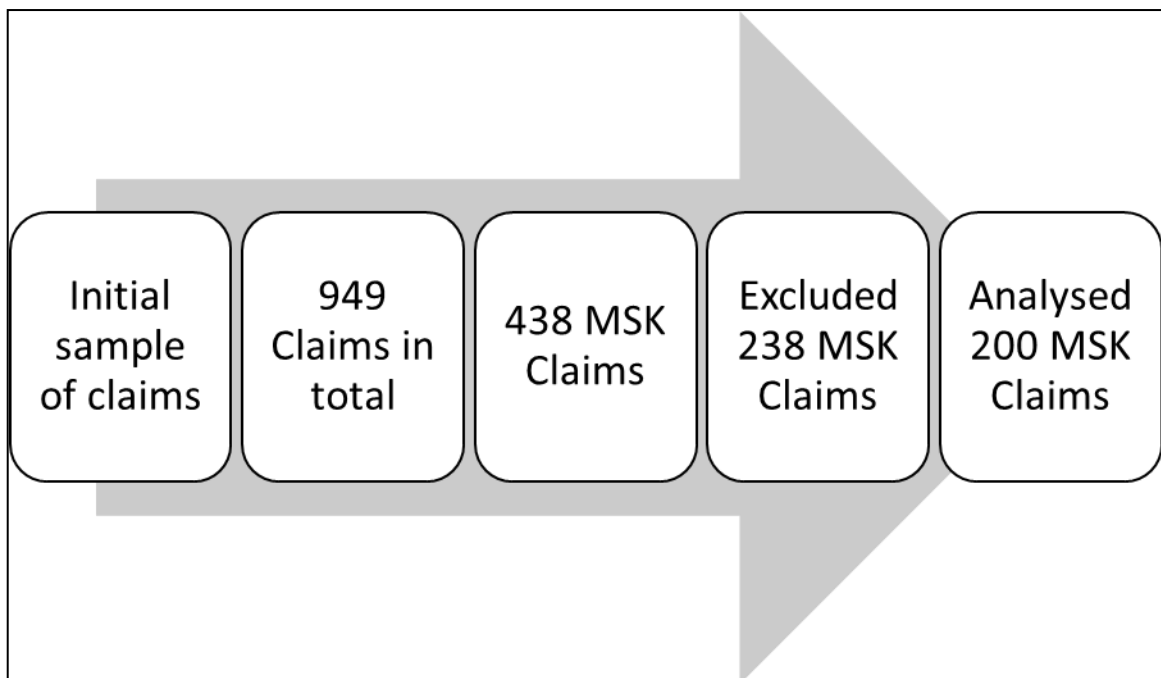 Initial
sample
of claims
949
Claims in
total
438 MSK
Claims
Excluded
238 MSK
Claims
Analysed
200 MSK
Claims